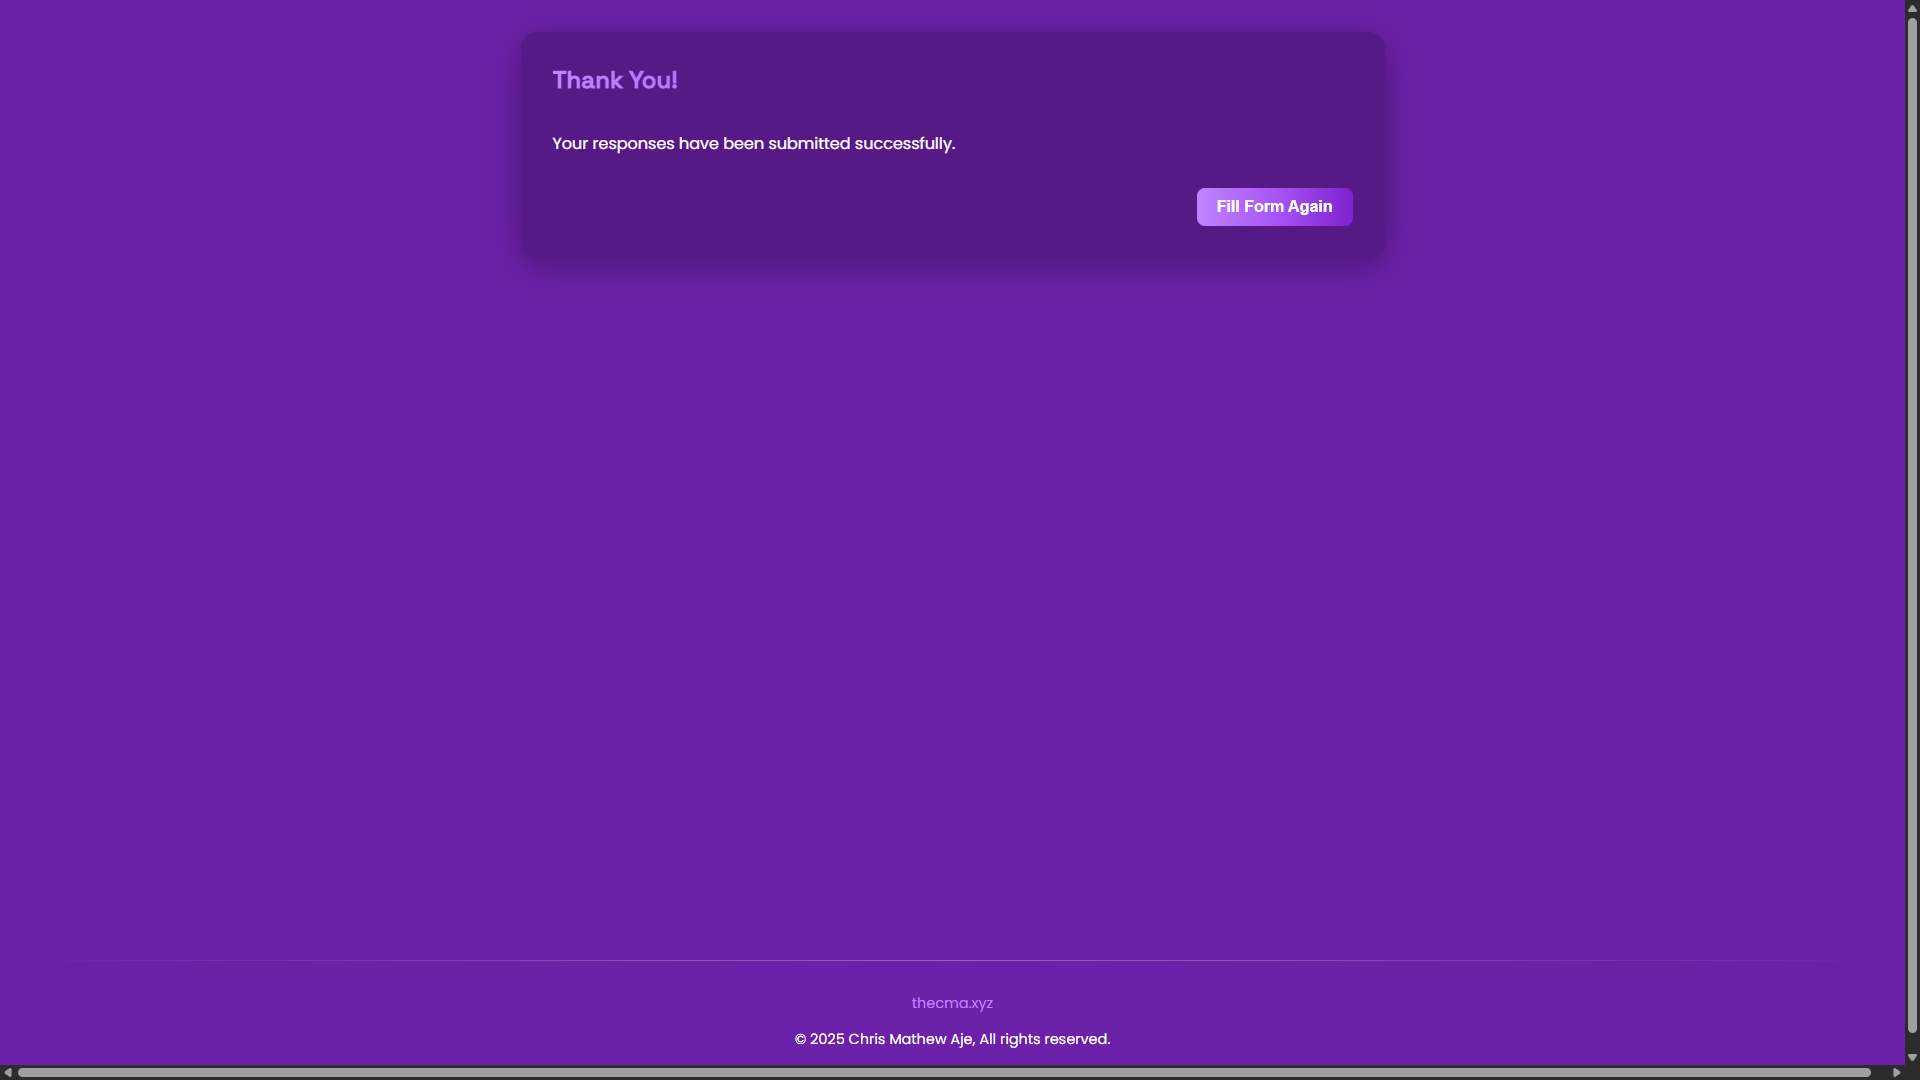 Thank You!
Your responses have been submitted successfully.
Fill Form Again
thecma.xyz
© 2025 Chris Mathew Aje, All rights reserved.